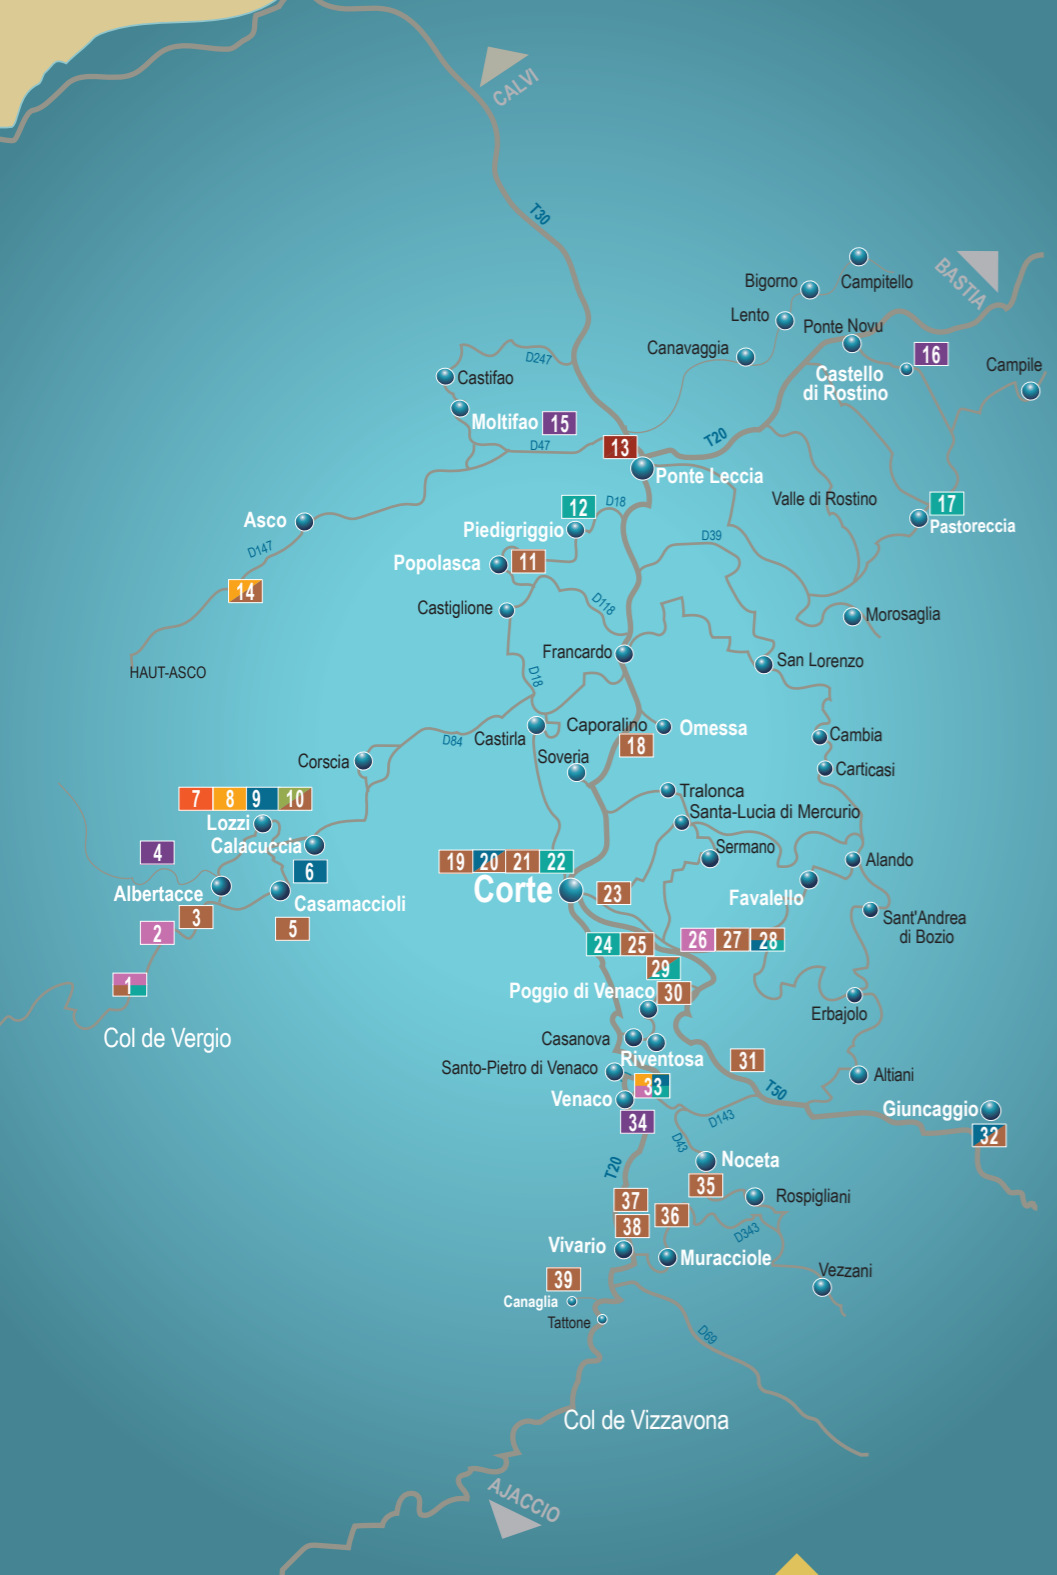 CALVI
T30
BASTIA
Campitello
Bigorno
Lento
Ponte Novu
Canavaggia
16
Castello
di Rostino
Campile
D247
Castifao
Moltifao
15
D47
13
T20
Ponte Leccia
12
D18
Valle di Rostino
17
Pastoreccia
Asco
D147
Piedigriggio
D39
Popolasca
11
14
Castiglione
D118
Morosaglia
Francardo
San Lorenzo
HAUT-ASCO
D18
D84
Castirla
Caporalino
Omessa
18
Cambia
Corscia
Soveria
Carticasi
7
8
9
10
Tralonca
Lozzi
Santa-Lucia di Mercurio
Calacuccia
4
6
19
20
21
22
Sermano
Alando
Albertacce
Corte
23
Favalello
Casamaccioli
3
5
2
Sant'Andrea
di Bozio
24
25
26
27
28
29
1
Poggio di Venaco
30
Erbajolo
Col de Vergio
Casanova
Riventosa
31
Santo-Pietro di Venaco
33
Altiani
T50
Venaco
34
D143
Giuncaggio
32
D43
T20
Noceta
35
Rospigliani
37
36
38
D343
Vivario
Muracciole
Vezzani
39
Canaglia
Tattone
D69
Col de Vizzavona
AJACCIO